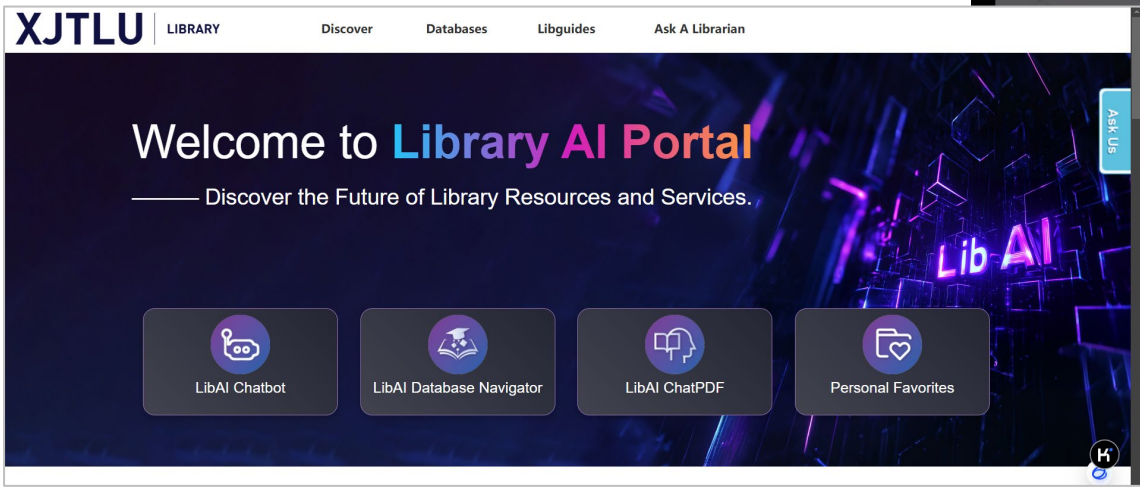 XJTLU LIBRARY Discover Databases Libguides Ask A Librarian
Welcome to Library AI Portal
Discover the Future of Library Resources and Services.
Ask Us
Lib AI
LibAI Chatbot LibAI Database Navigator LibAI ChatPDF Personal Favorites
K